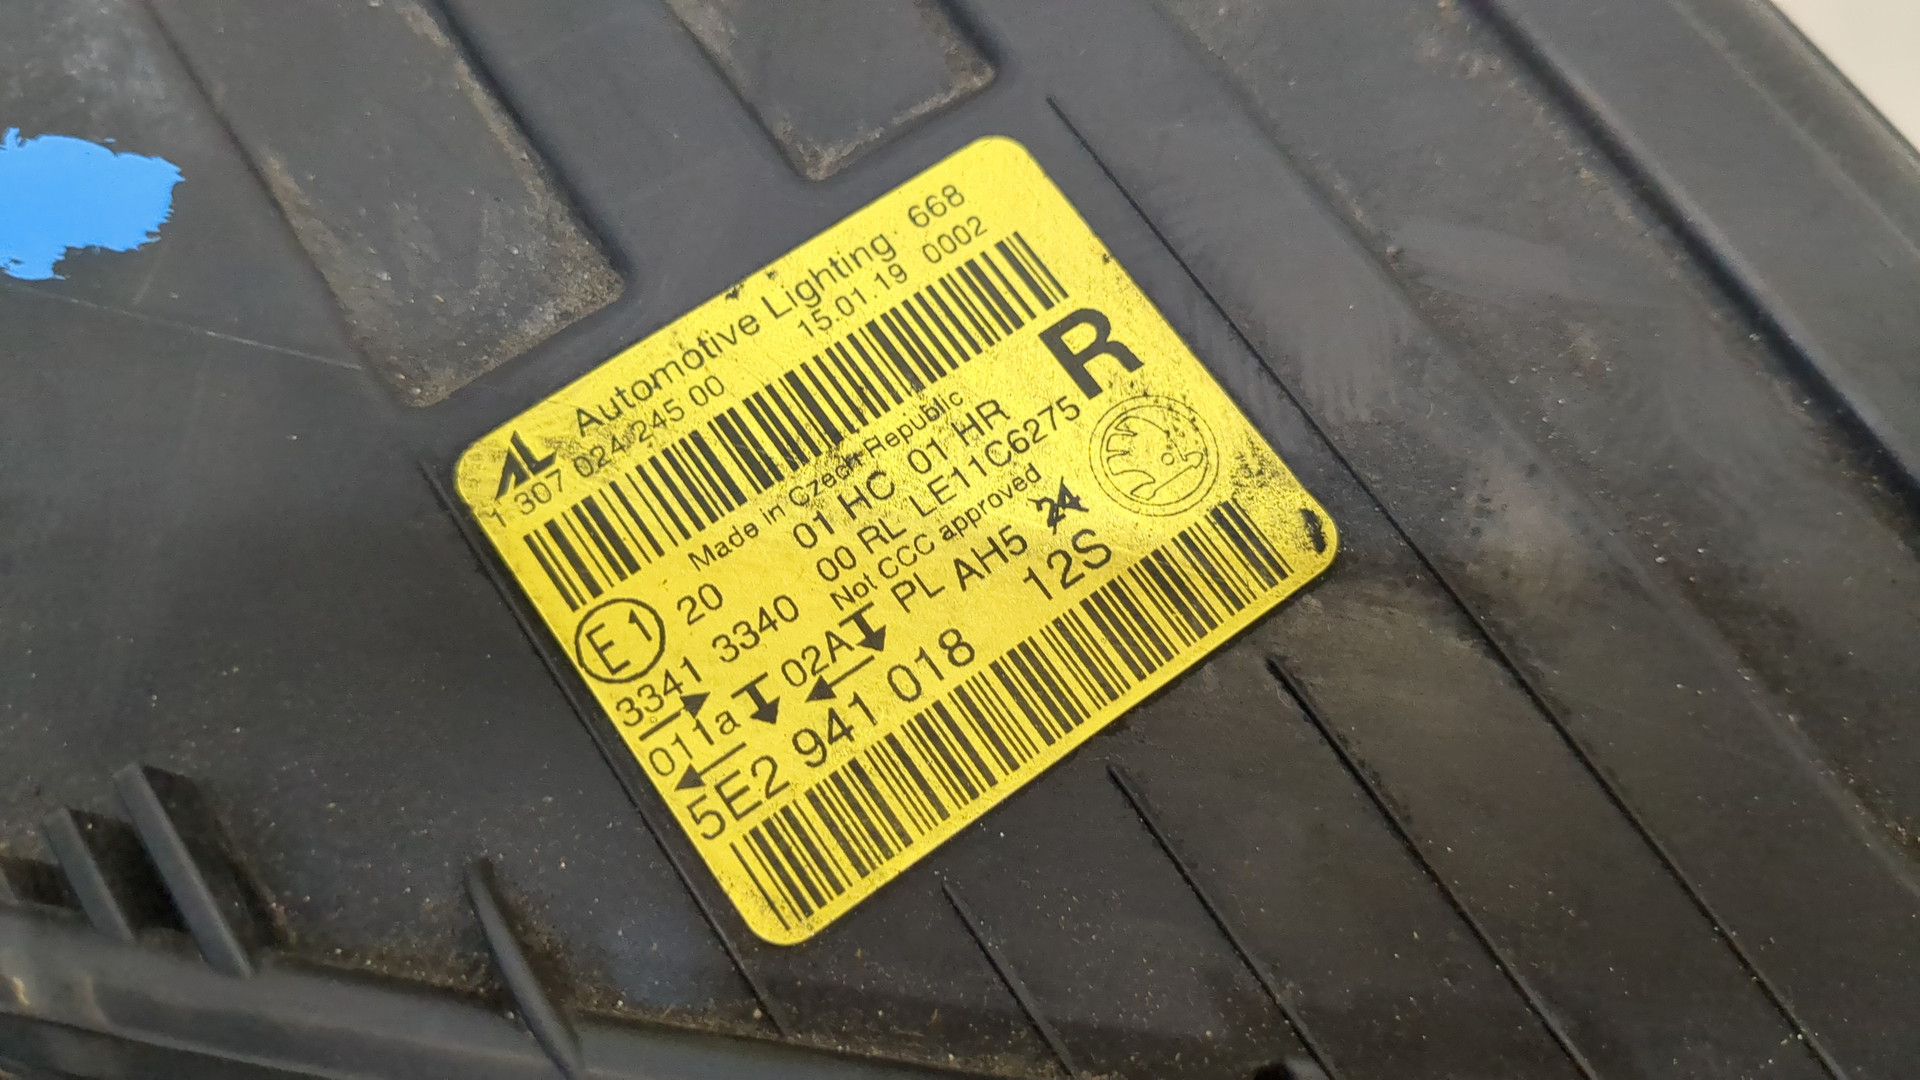 AL Automotive Lighting 668
1 307 024 245 00 15.01.19 0002
Made in Czech Republic
R
E1 20 01 HC 01 HR
3341 3340 00 RL LE11C6275
Not CCC approved
011a 02A PL AH5 24
12S
5E2 941 018